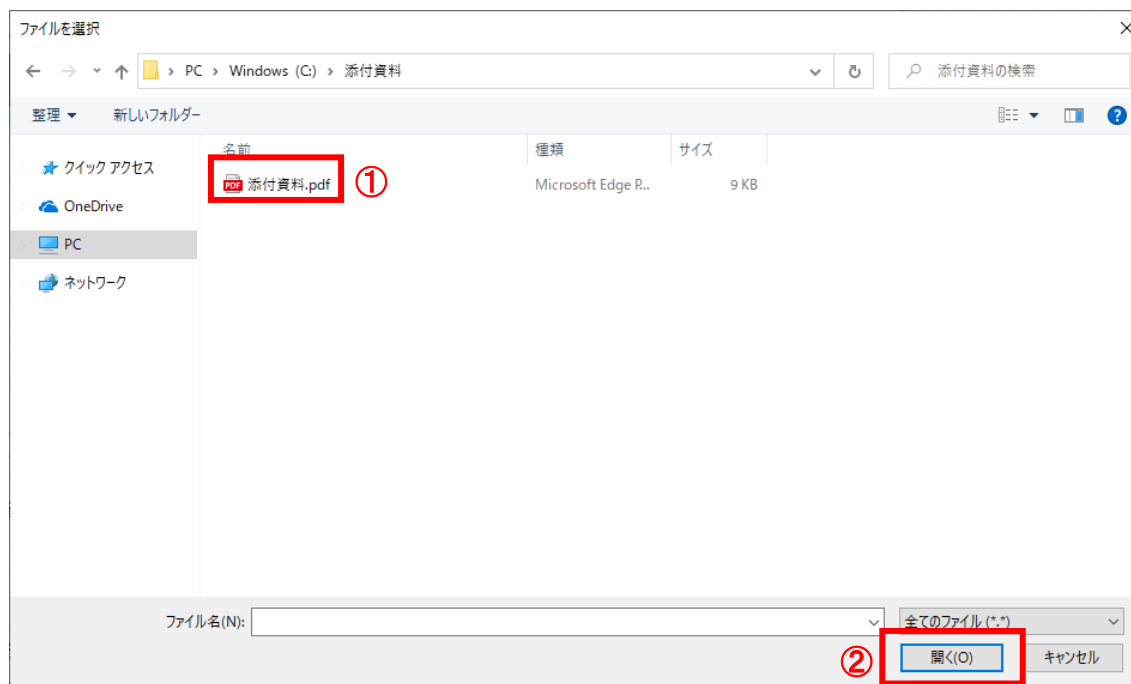 ファイルを選択
PC › Windows (C:) › 添付資料
添付資料の検索
整理
新しいフォルダー
名前 種類 サイズ
PDF 添付資料.pdf Microsoft Edge P... 9 KB
①
クイック アクセス
OneDrive
PC
ネットワーク
ファイル名(N):
全てのファイル (*.*)
②
開く(O)
キャンセル